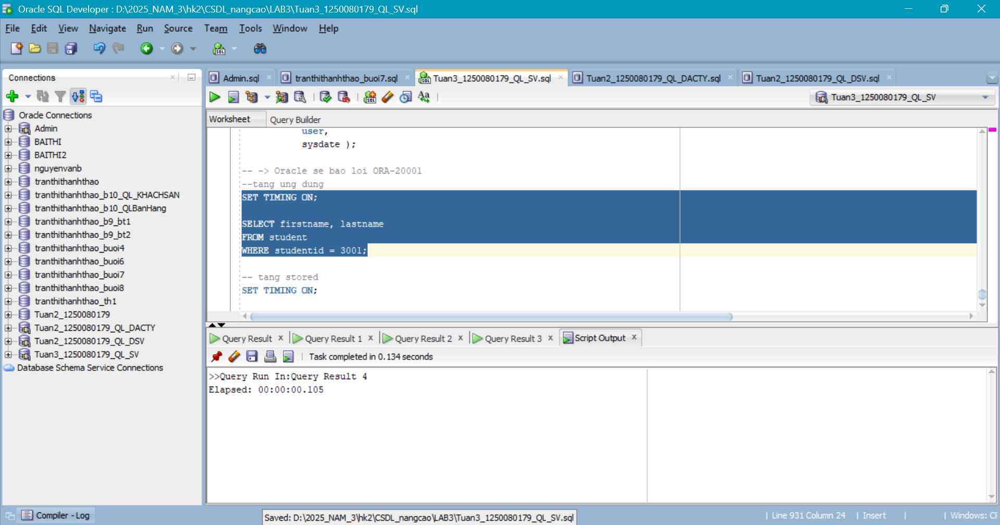 Oracle SQL Developer : D:\2025_NAM_3\hk2\CSDL_nangcao\LAB3\Tuan3_1250080179_QL_SV.sql
File Edit View Navigate Run Source Team Tools Window Help
Connections
Oracle Connections
Admin
BAITHI
BAITHI2
nguyenvanb
tranthithanhthao
tranthithanhthao_b10_QL_KHACHSAN
tranthithanhthao_b10_QLBanHang
tranthithanhthao_b9_bt1
tranthithanhthao_b9_bt2
tranthithanhthao_buoi4
tranthithanhthao_buoi6
tranthithanhthao_buoi7
tranthithanhthao_buoi8
tranthithanhthao_th1
Tuan2_1250080179
Tuan2_1250080179_QL_DACTY
Tuan2_1250080179_QL_DSV
Tuan3_1250080179_QL_SV
Database Schema Service Connections
Admin.sql tranthithanhthao_buoi7.sql Tuan3_1250080179_QL_SV.sql Tuan2_1250080179_QL_DACTY.sql Tuan2_1250080179_QL_DSV.sql
Tuan3_1250080179_QL_SV
Worksheet Query Builder
user,
sysdate );
-- -> Oracle se bao loi ORA-20001
--tang ung dung
SET TIMING ON;
SELECT firstname, lastname
FROM student
WHERE studentid = 3001;
-- tang stored
SET TIMING ON;
Query Result Query Result 1 Query Result 2 Query Result 3 Script Output
Task completed in 0.134 seconds
>>Query Run In:Query Result 4
Elapsed: 00:00:00.105
Compiler - Log
Saved: D:\2025_NAM_3\hk2\CSDL_nangcao\LAB3\Tuan3_1250080179_QL_SV.sql
Line 931 Column 24 Insert Windows: CF